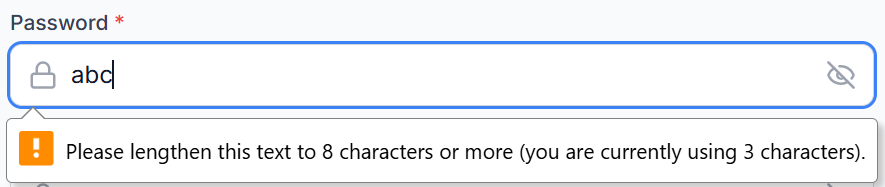 Password *
abc
Please lengthen this text to 8 characters or more (you are currently using 3 characters).